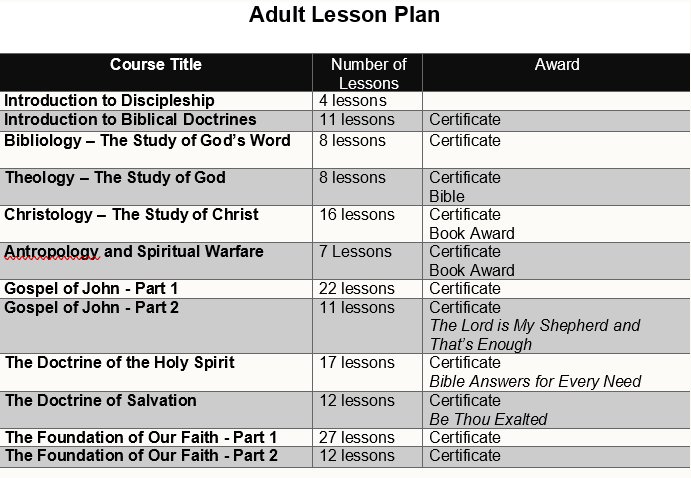 Adult Lesson Plan
Course Title Number of Lessons Award
Introduction to Discipleship 4 lessons
Introduction to Biblical Doctrines 11 lessons Certificate
Bibliology – The Study of God's Word 8 lessons Certificate
Theology – The Study of God 8 lessons Certificate
Bible
Christology – The Study of Christ 16 lessons Certificate
Book Award
Antropology and Spiritual Warfare 7 Lessons Certificate
Book Award
Gospel of John - Part 1 22 lessons Certificate
Gospel of John - Part 2 11 lessons Certificate
The Lord is My Shepherd and
That's Enough
The Doctrine of the Holy Spirit 17 lessons Certificate
Bible Answers for Every Need
The Doctrine of Salvation 12 lessons Certificate
Be Thou Exalted
The Foundation of Our Faith - Part 1 27 lessons Certificate
The Foundation of Our Faith - Part 2 12 lessons Certificate